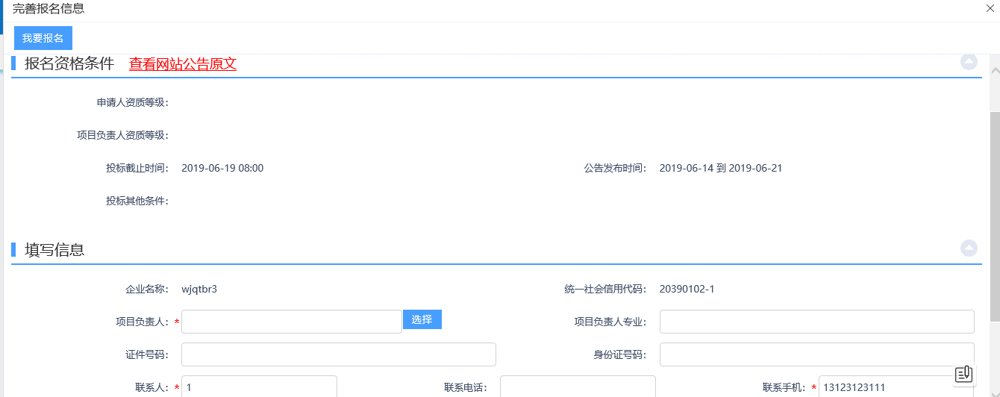 完善报名信息
我要报名
报名资格条件 查看网站公告原文
申请人资质等级:
项目负责人资质等级:
投标截止时间: 2019-06-19 08:00 公告发布时间: 2019-06-14 到 2019-06-21
投标其他条件:
填写信息
企业名称: wjqtbr3 统一社会信用代码: 20390102-1
项目负责人: * 选择 项目负责人专业:
证件号码: 身份证号码:
联系人: * 1 联系电话: 联系手机: * 13123123111